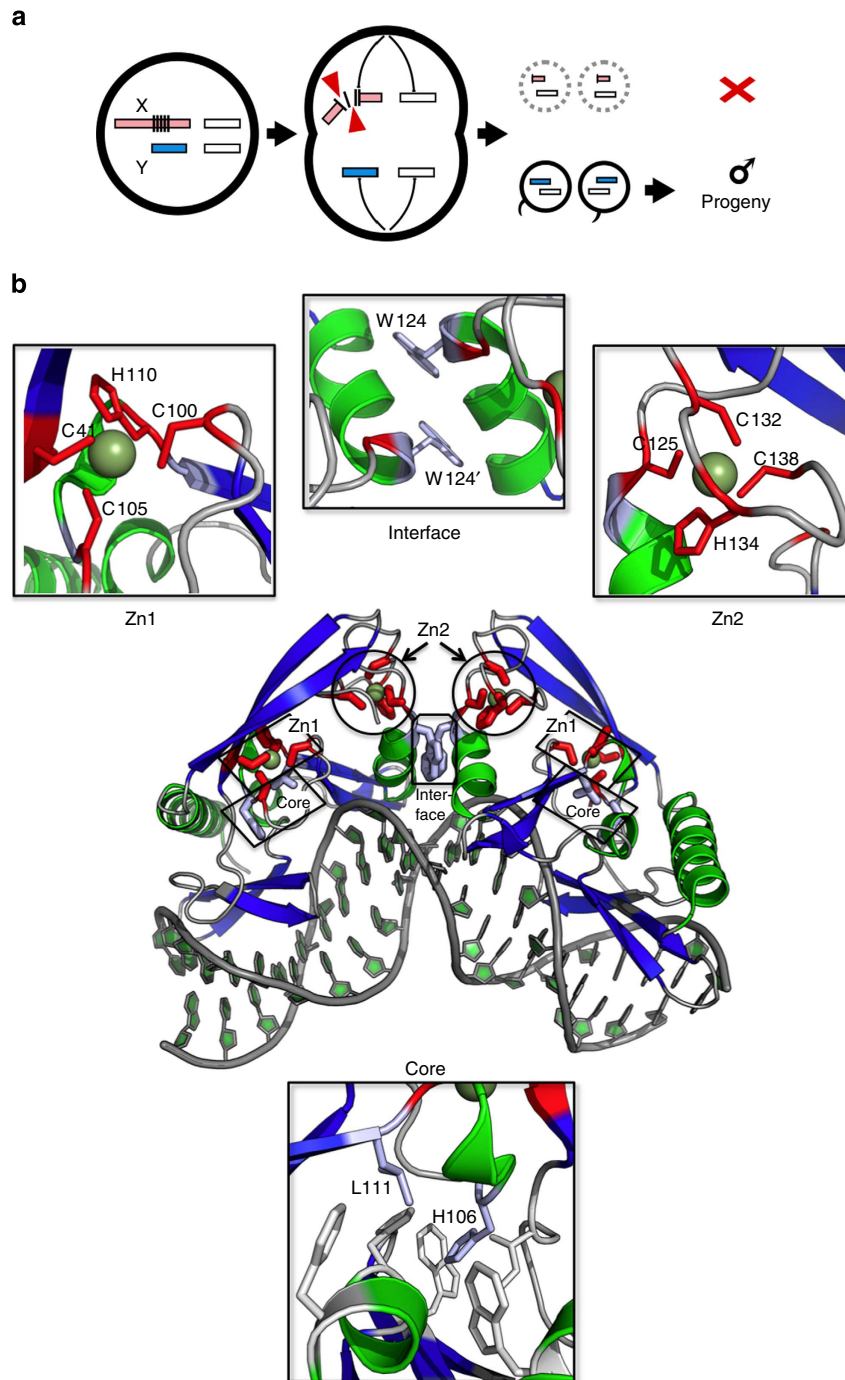 a
X
Y
Progeny
b
H110
C100
C41
C105
Zn1
W124
W124′
Interface
C132
C125
C138
H134
Zn2
Zn2
Zn1
Core
Inter-
face
Zn1
Core
Core
L111
H106